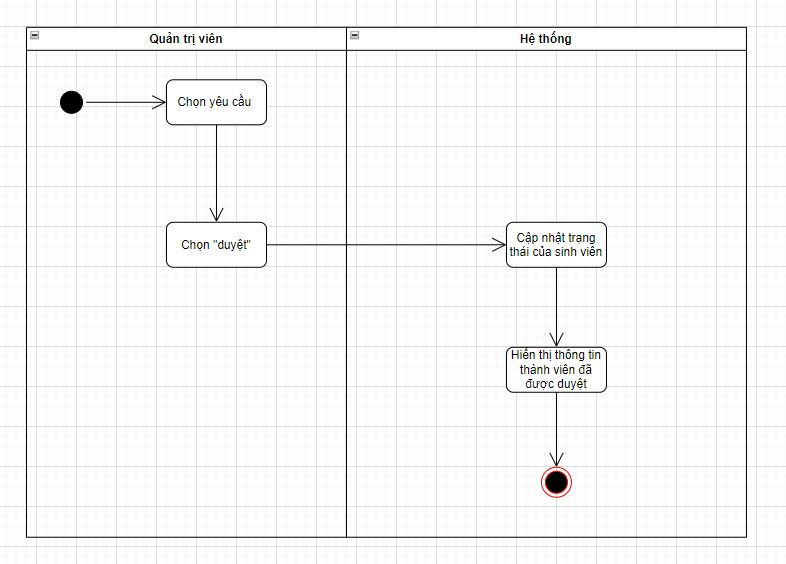 Quản trị viên
Hệ thống
Chọn yêu cầu
Chọn "duyệt"
Cập nhật trạng
thái của sinh viên
Hiển thị thông tin
thành viên đã
được duyệt